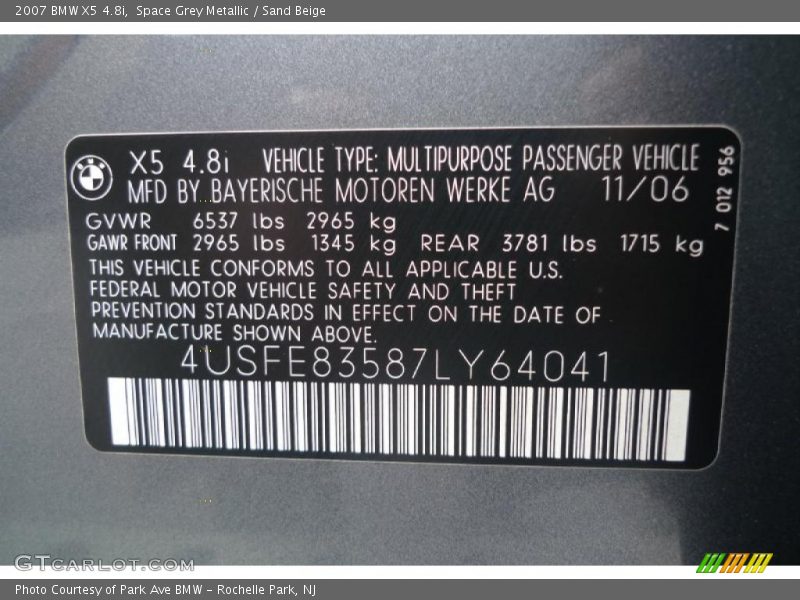 2007 BMW X5 4.8i, Space Grey Metallic / Sand Beige
BMW
X5 4.8i VEHICLE TYPE: MULTIPURPOSE PASSENGER VEHICLE
MFD BY BAYERISCHE MOTOREN WERKE AG 11/06
7 012 956
GVWR 6537 lbs 2965 kg
GAWR FRONT 2965 lbs 1345 kg REAR 3781 lbs 1715 kg
THIS VEHICLE CONFORMS TO ALL APPLICABLE U.S.
FEDERAL MOTOR VEHICLE SAFETY AND THEFT
PREVENTION STANDARDS IN EFFECT ON THE DATE OF
MANUFACTURE SHOWN ABOVE.
4USFE83587LY64041
GTCARLOT.COM
Photo Courtesy of Park Ave BMW - Rochelle Park, NJ